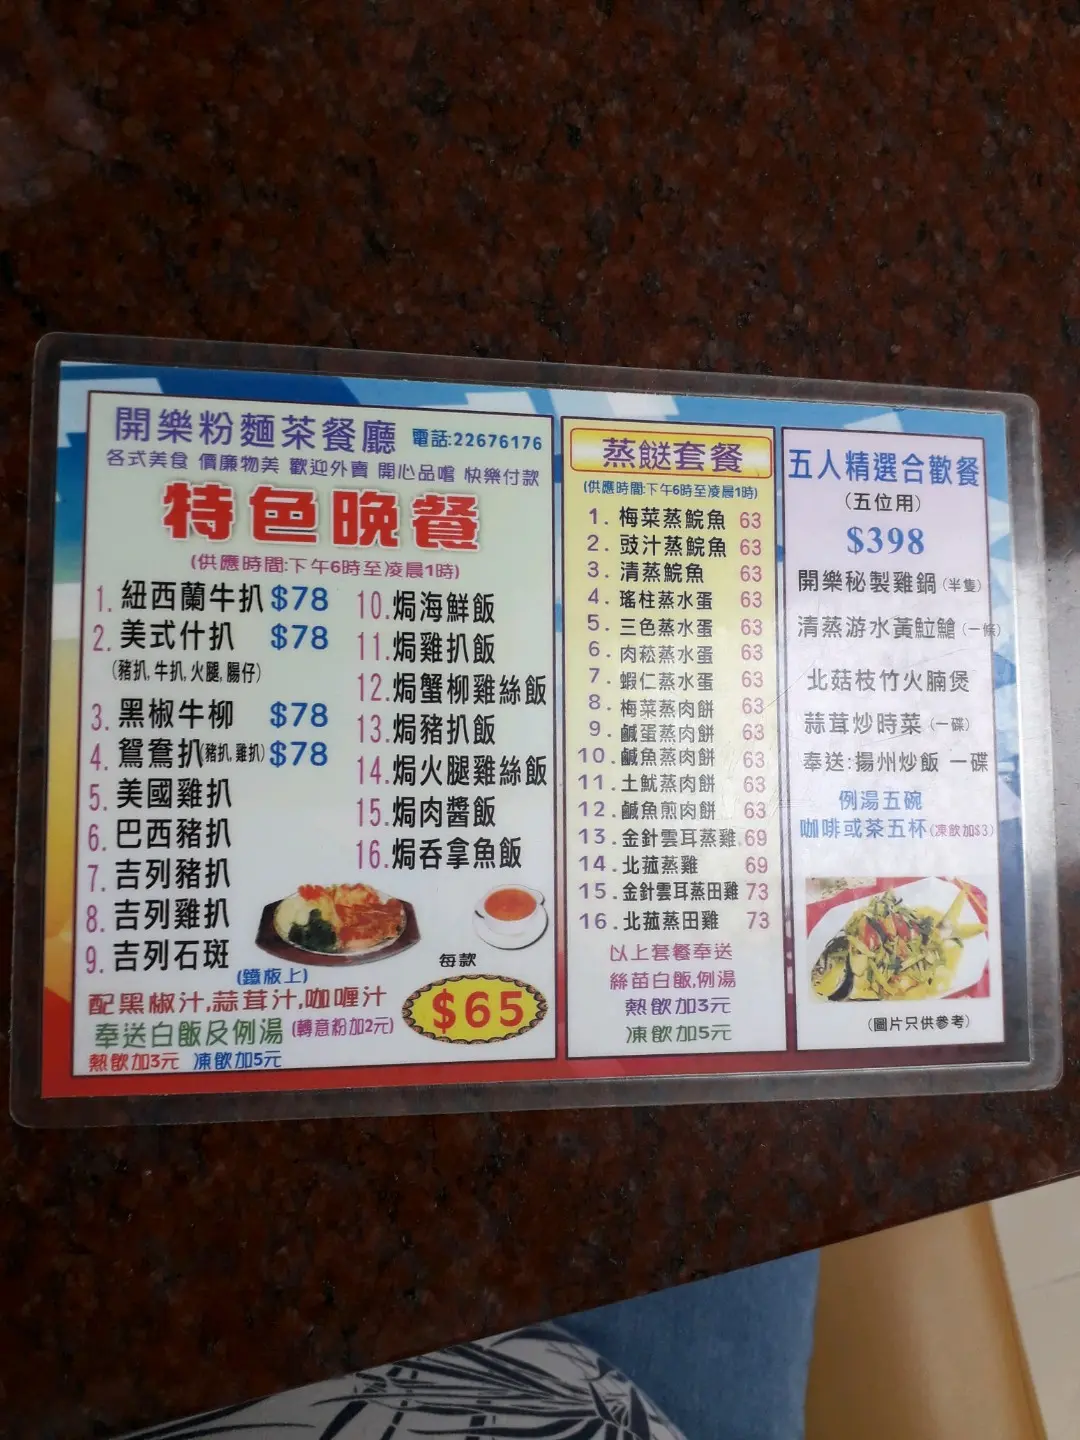 開樂粉麵茶餐廳 電話:22676176
各式美食 價廉物美 歡迎外賣 開心品嚐 快樂付款
特色晚餐
(供應時間:下午6時至凌晨1時)
1. 紐西蘭牛扒 $78
2. 美式什扒 $78
(豬扒, 牛扒, 火腿, 腸仔)
3. 黑椒牛柳 $78
4. 鴛鴦扒(豬扒, 雞扒) $78
5. 美國雞扒
6. 巴西豬扒
7. 吉列豬扒
8. 吉列雞扒
9. 吉列石斑
10.焗海鮮飯
11.焗雞扒飯
12.焗蟹柳雞絲飯
13.焗豬扒飯
14.焗火腿雞絲飯
15.焗肉醬飯
16.焗吞拿魚飯
(鐵板上)
每款
$65
配黑椒汁,蒜茸汁,咖喱汁
奉送白飯及例湯 (轉意粉加2元)
熱飲加3元 凍飲加5元
蒸餸套餐
(供應時間:下午6時至凌晨1時)
1. 梅菜蒸鯇魚 63
2. 豉汁蒸鯇魚 63
3. 清蒸鯇魚 63
4. 瑤柱蒸水蛋 63
5. 三色蒸水蛋 63
6. 肉菘蒸水蛋 63
7. 蝦仁蒸水蛋 63
8. 梅菜蒸肉餅 63
9. 鹹蛋蒸肉餅 63
10.鹹魚蒸肉餅 63
11.土魷蒸肉餅 63
12.鹹魚煎肉餅 63
13.金針雲耳蒸雞 69
14.北菰蒸雞 69
15.金針雲耳蒸田雞 73
16.北菰蒸田雞 73
以上套餐奉送
絲苗白飯,例湯
熱飲加3元
凍飲加5元
五人精選合歡餐
(五位用)
$398
開樂秘製雞鍋(半隻)
清蒸游水黃鮫鱠(一條)
北菇枝竹火腩煲
蒜茸炒時菜(一碟)
奉送:揚州炒飯 一碟
例湯五碗
咖啡或茶五杯(凍飲加$3)
(圖片只供參考)